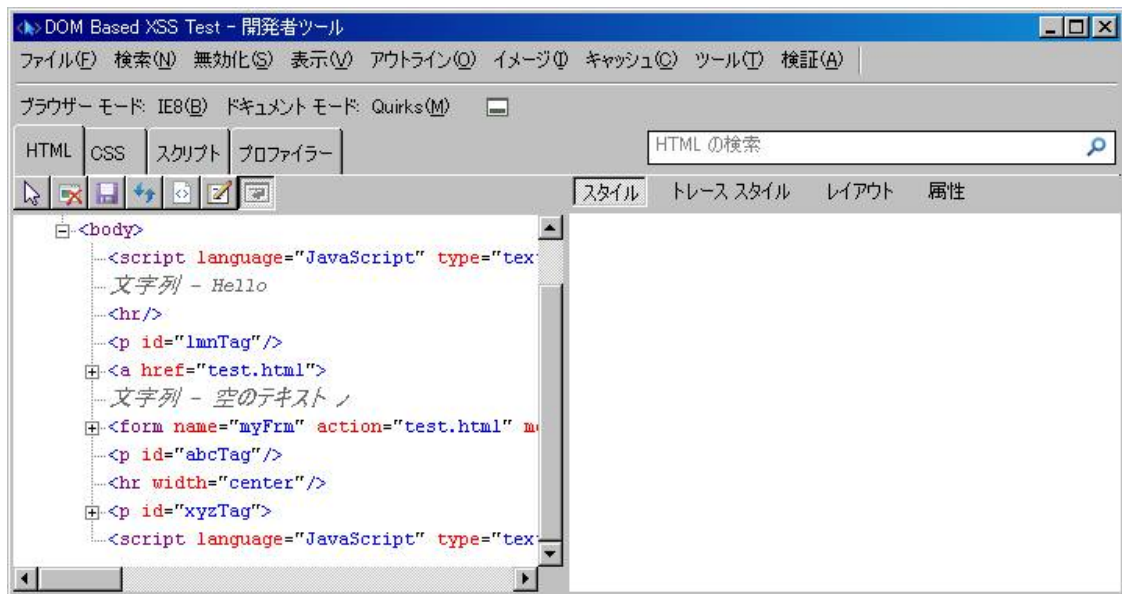 DOM Based XSS Test - 開発者ツール
ファイル(F) 検索(N) 無効化(S) 表示(V) アウトライン(O) イメージ(I) キャッシュ(C) ツール(T) 検証(A)
ブラウザー モード: IE8(B) ドキュメント モード: Quirks(M)
HTML CSS スクリプト プロファイラー HTML の検索
スタイル トレース スタイル レイアウト 属性
<body>
<script language="JavaScript" type="tex
文字列 - Hello
<hr/>
<p id="lmnTag"/>
<a href="test.html">
文字列 - 空のテキスト ノ
<form name="myFrm" action="test.html" m
<p id="abcTag"/>
<hr width="center"/>
<p id="xyzTag">
<script language="JavaScript" type="tex